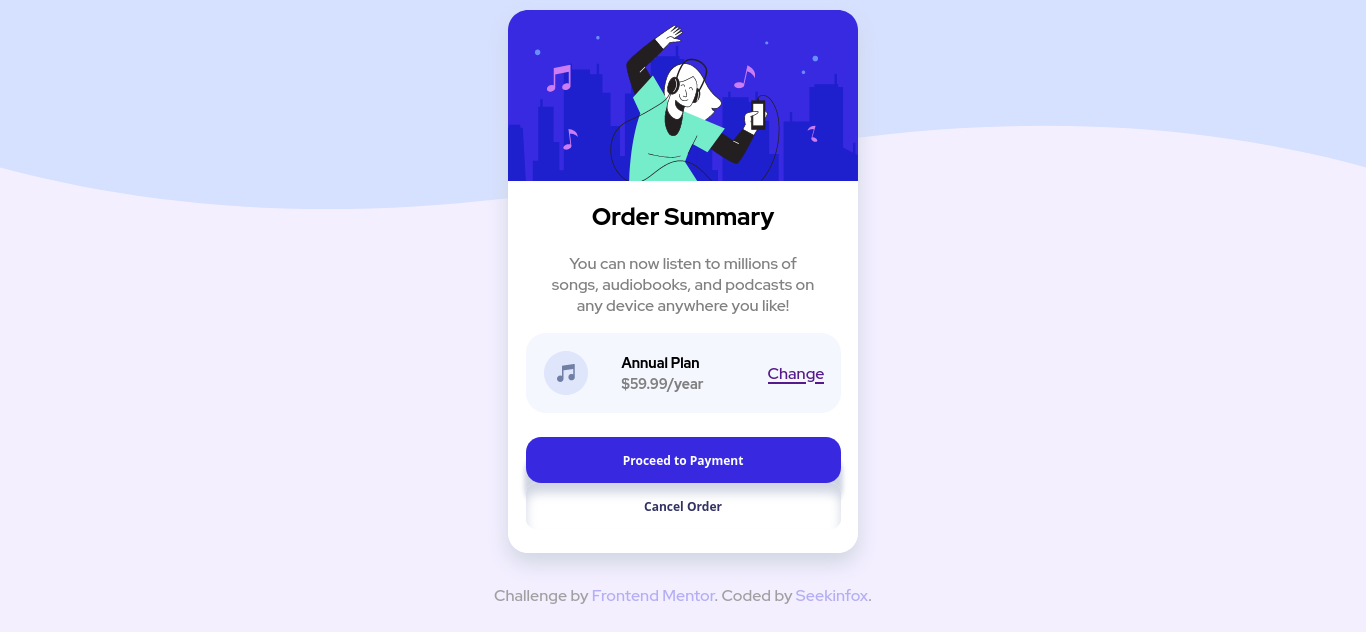 Order Summary
You can now listen to millions of
songs, audiobooks, and podcasts on
any device anywhere you like!
Annual Plan
$59.99/year
Change
Proceed to Payment
Cancel Order
Challenge by Frontend Mentor. Coded by Seekinfox.